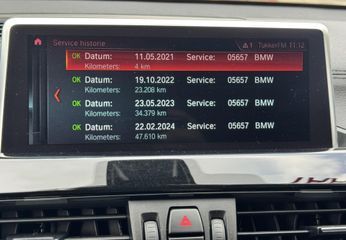 Service historie
1 TukkerFM 11:12
OK Datum: 11.05.2021 Service: 05657 BMW
Kilometers: 4 km
OK Datum: 19.10.2022 Service: 05657 BMW
Kilometers: 23.208 km
OK Datum: 23.05.2023 Service: 05657 BMW
Kilometers: 34.379 km
OK Datum: 22.02.2024 Service: 05657 BMW
Kilometers: 47.610 km